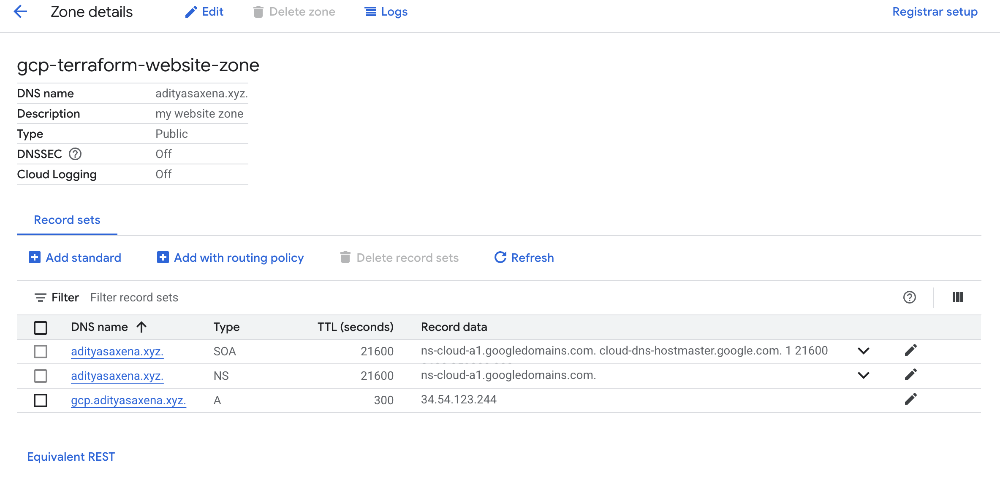 Zone details Edit Delete zone Logs Registrar setup
gcp-terraform-website-zone
DNS name adityasaxena.xyz.
Description my website zone
Type Public
DNSSEC Off
Cloud Logging Off
Record sets
Add standard Add with routing policy Delete record sets Refresh
Filter Filter record sets
DNS name Type TTL (seconds) Record data
adityasaxena.xyz. SOA 21600 ns-cloud-a1.googledomains.com. cloud-dns-hostmaster.google.com. 1 21600
adityasaxena.xyz. NS 21600 ns-cloud-a1.googledomains.com.
gcp.adityasaxena.xyz. A 300 34.54.123.244
Equivalent REST